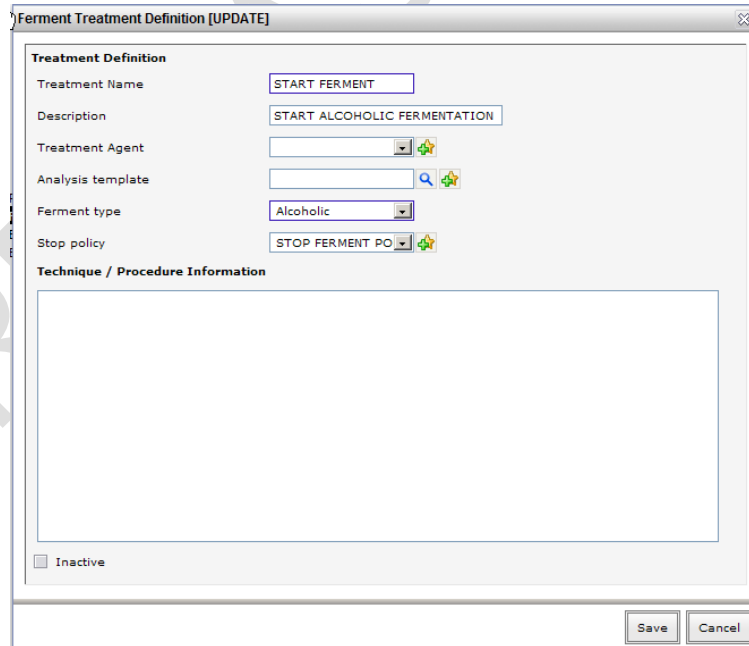 Ferment Treatment Definition [UPDATE]
Treatment Definition
Treatment Name START FERMENT
Description START ALCOHOLIC FERMENTATION
Treatment Agent
Analysis template
Ferment type Alcoholic
Stop policy STOP FERMENT PO
Technique / Procedure Information
Inactive
Save Cancel